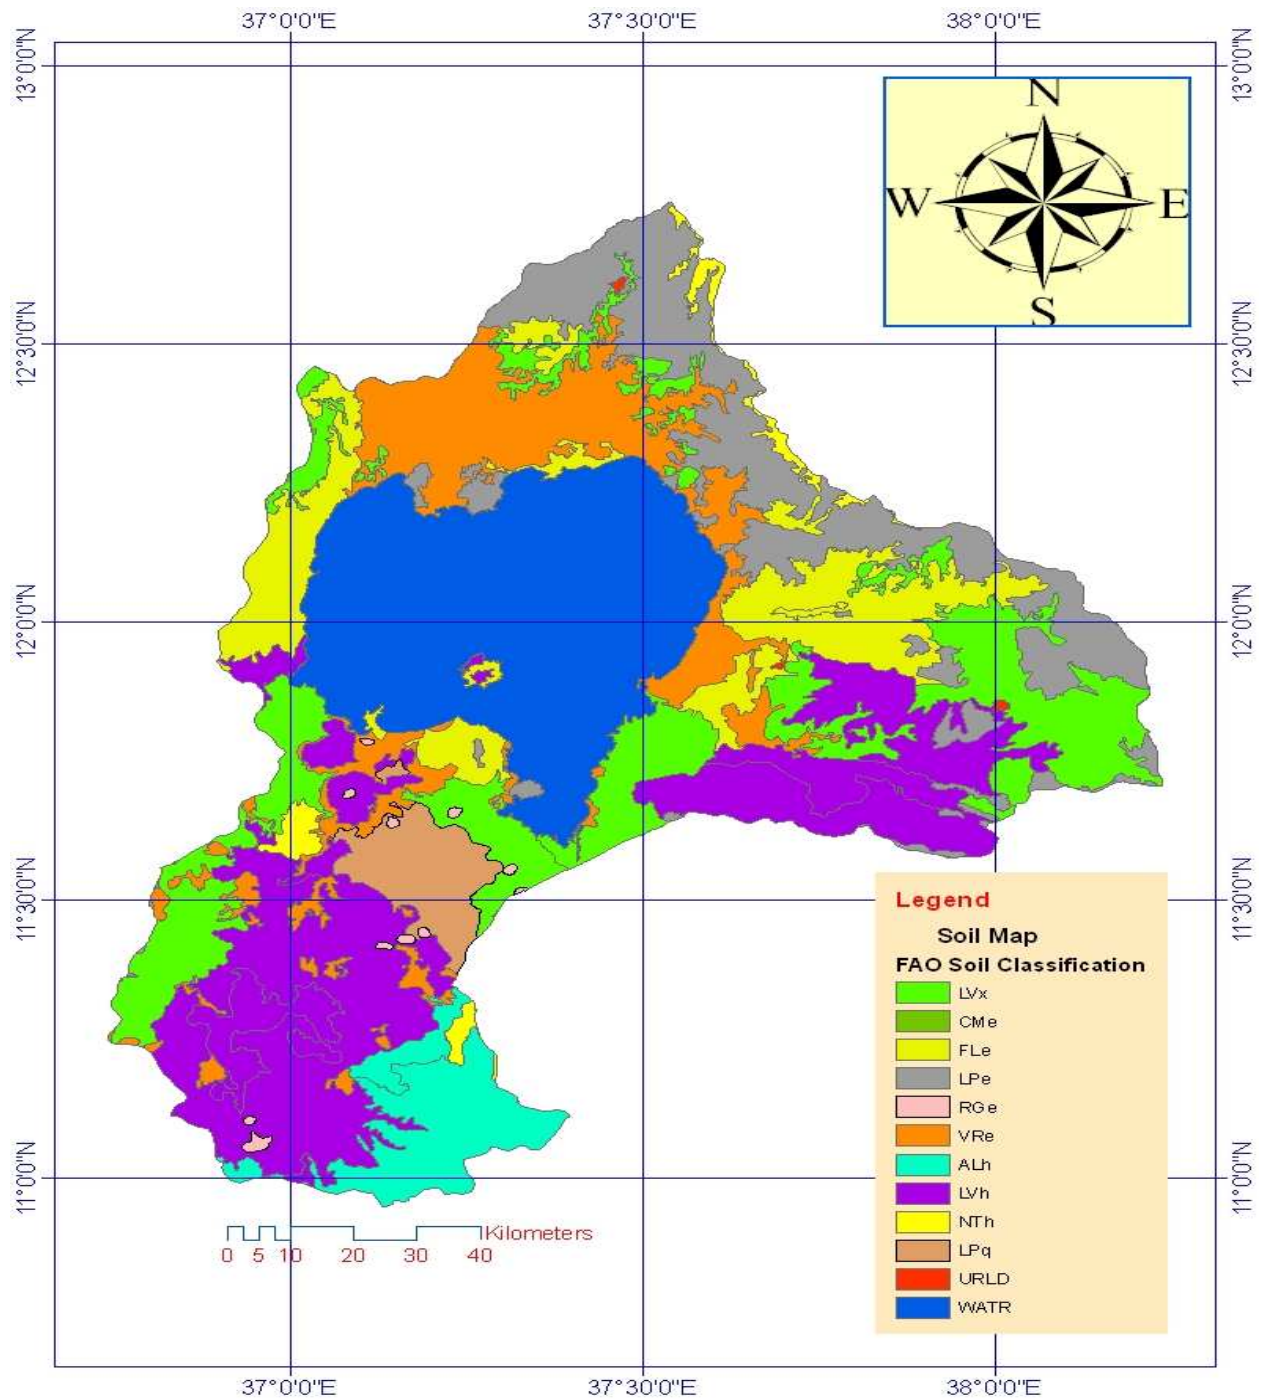 37°0'0"E 37°30'0"E 38°0'0"E
13°0'0"N 13°0'0"N
N
W E
S
12°30'0"N 12°30'0"N
12°0'0"N 12°0'0"N
11°30'0"N 11°30'0"N
Legend
Soil Map
FAO Soil Classification
LVx
CMe
FLe
LPe
RGe
VRe
ALh
LVh
NTh
LPq
URLD
WATR
11°0'0"N 11°0'0"N
Kilometers
0 5 10 20 30 40
37°0'0"E 37°30'0"E 38°0'0"E